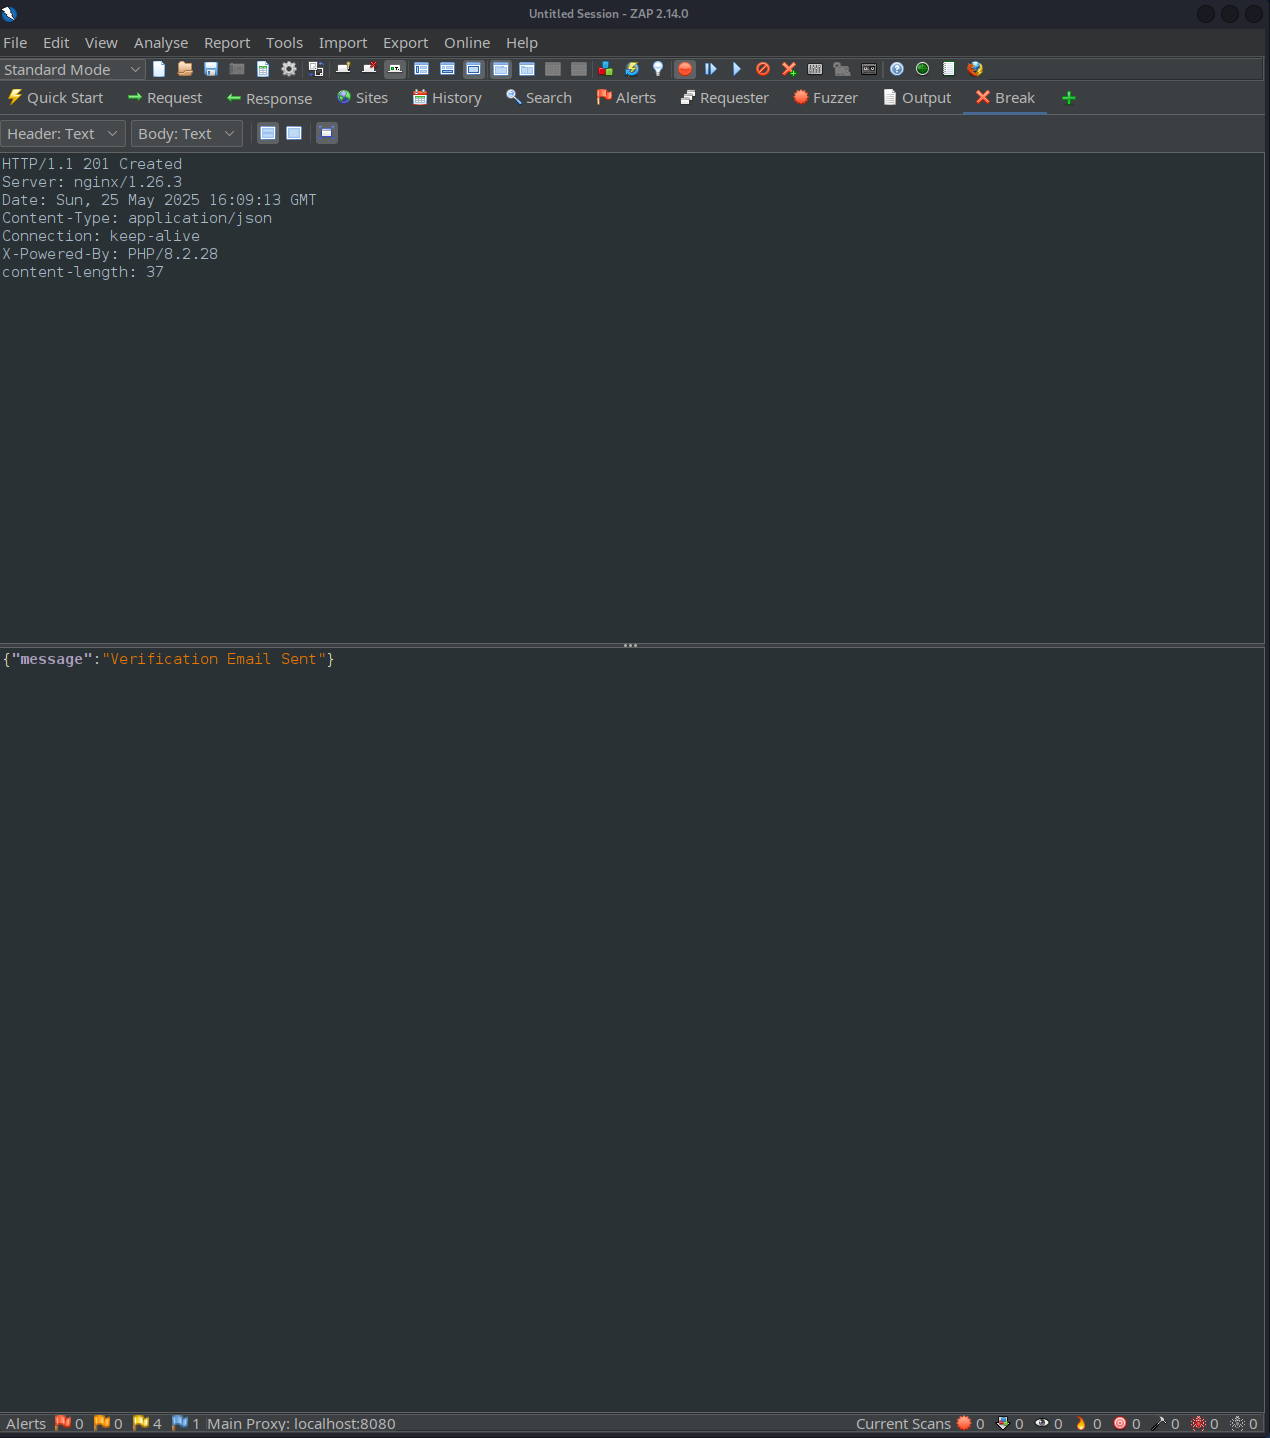 Untitled Session - ZAP 2.14.0
File Edit View Analyse Report Tools Import Export Online Help
Standard Mode
Quick Start Request Response Sites History Search Alerts Requester Fuzzer Output Break
Header: Text Body: Text
HTTP/1.1 201 Created
Server: nginx/1.26.3
Date: Sun, 25 May 2025 16:09:13 GMT
Content-Type: application/json
Connection: keep-alive
X-Powered-By: PHP/8.2.28
content-length: 37
{"message":"Verification Email Sent"}
Alerts 0 0 4 1 Main Proxy: localhost:8080 Current Scans 0 0 0 0 0 0 0 0